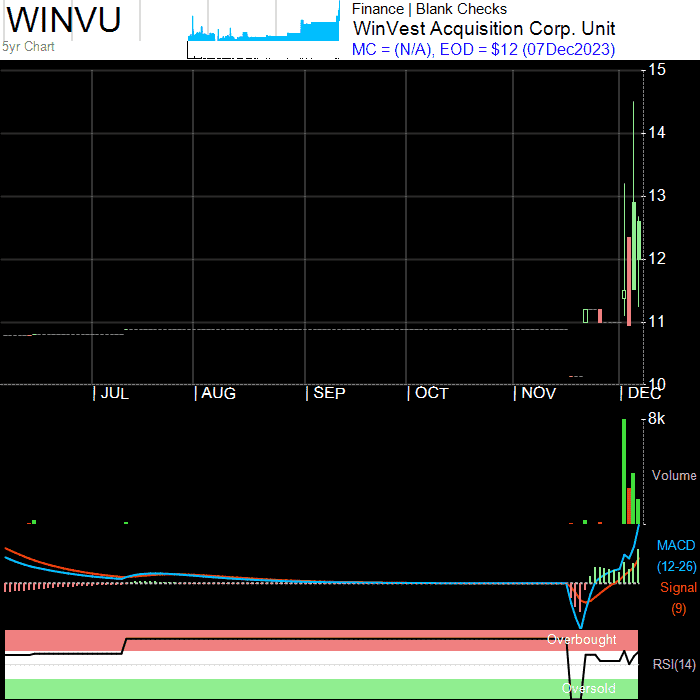 WINVU
5yr Chart
Finance | Blank Checks
WinVest Acquisition Corp. Unit
MC = (N/A), EOD = $12 (07Dec2023)
15
14
13
12
11
10
JUL AUG SEP OCT NOV DEC
8k
Volume
MACD
(12-26)
Signal
(9)
Overbought
RSI(14)
Oversold